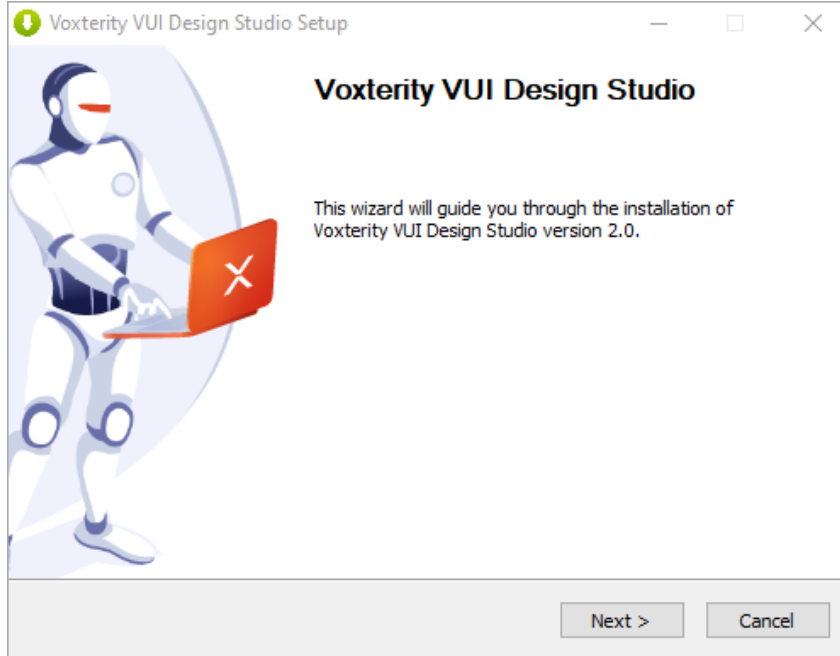 Voxterity VUI Design Studio Setup
Voxterity VUI Design Studio
This wizard will guide you through the installation of
Voxterity VUI Design Studio version 2.0.
Next >
Cancel